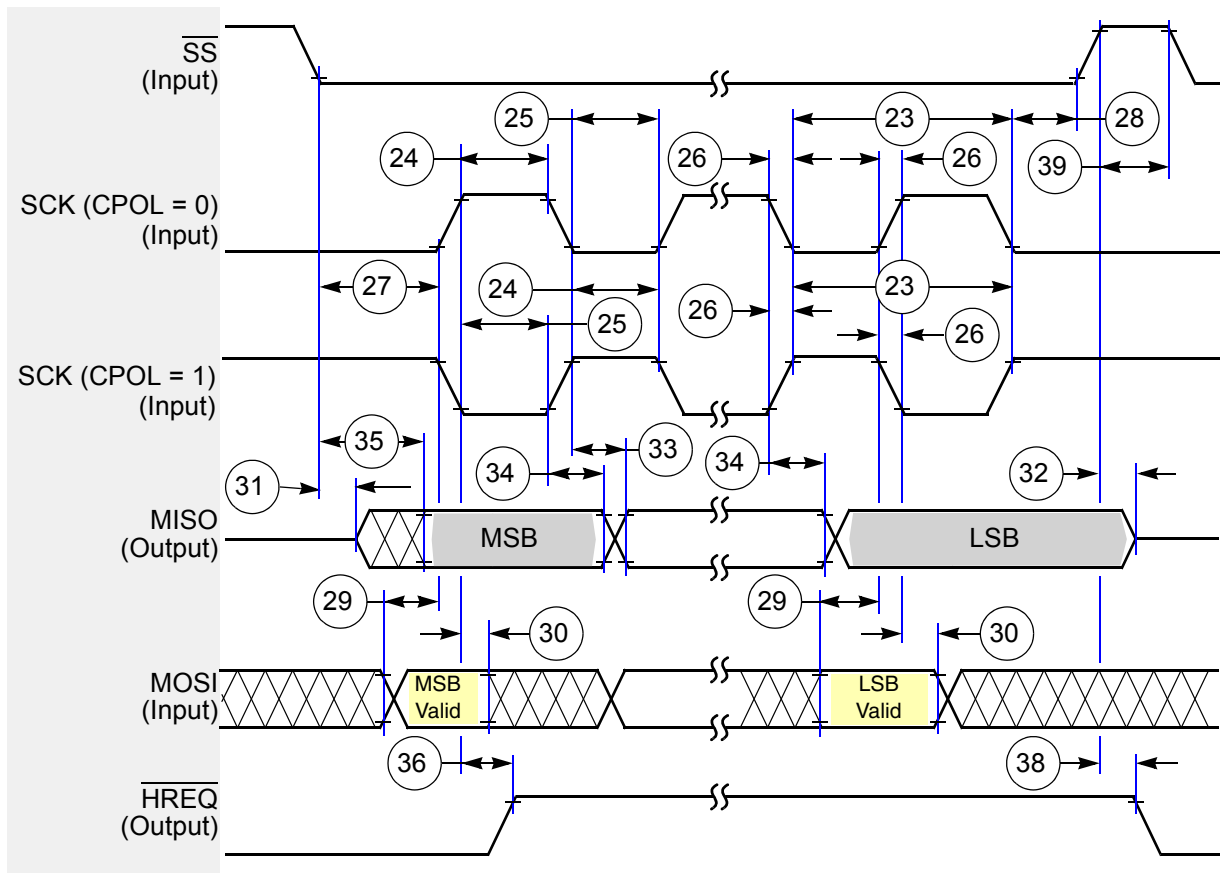 SS
(Input)
25
23
28
24
26
26
39
SCK (CPOL = 0)
(Input)
27
24
23
26
25
26
SCK (CPOL = 1)
(Input)
35
33
34
34
31
32
MISO
(Output)
MSB
LSB
29
29
30
30
MOSI
(Input)
MSB
Valid
LSB
Valid
36
38
HREQ
(Output)